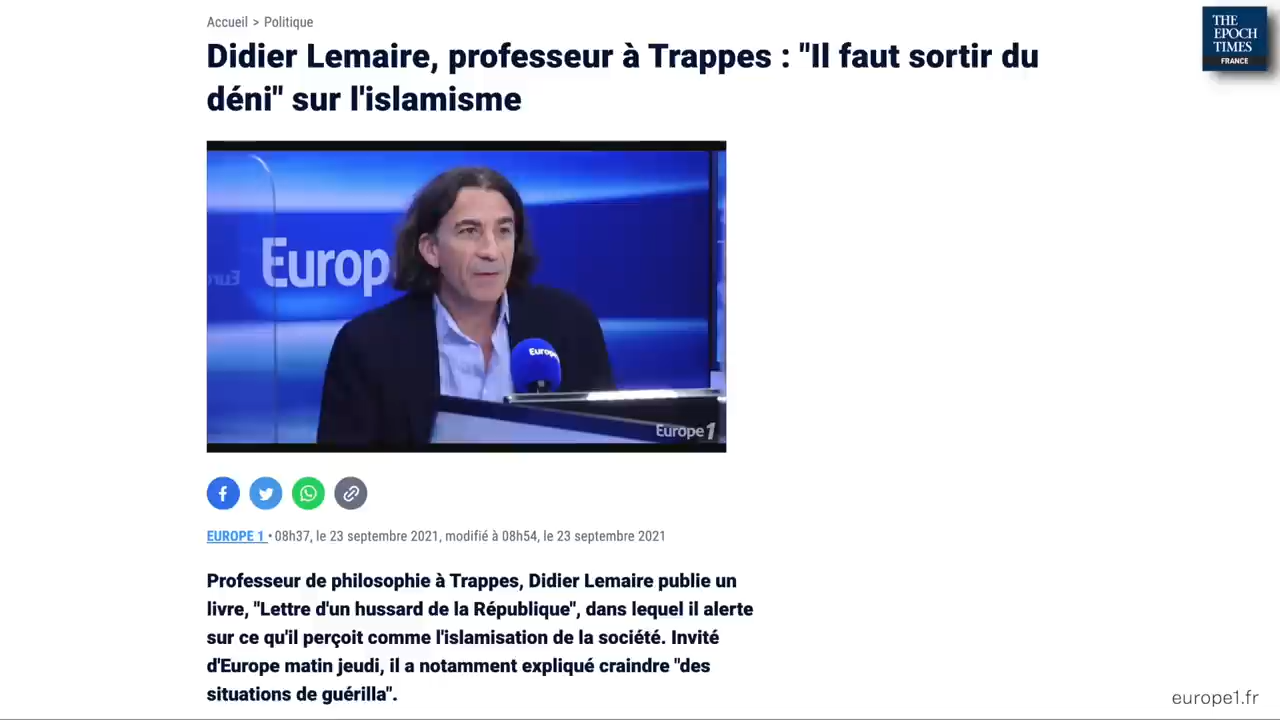 Accueil > Politique
THE
EPOCH
TIMES
FRANCE
Didier Lemaire, professeur à Trappes : "Il faut sortir du
déni" sur l'islamisme
Europ
Europe
Europe 1
EUROPE 1 • 08h37, le 23 septembre 2021, modifié à 08h54, le 23 septembre 2021
Professeur de philosophie à Trappes, Didier Lemaire publie un
livre, "Lettre d'un hussard de la République", dans lequel il alerte
sur ce qu'il perçoit comme l'islamisation de la société. Invité
d'Europe matin jeudi, il a notamment expliqué craindre "des
situations de guérilla".
europe1.fr